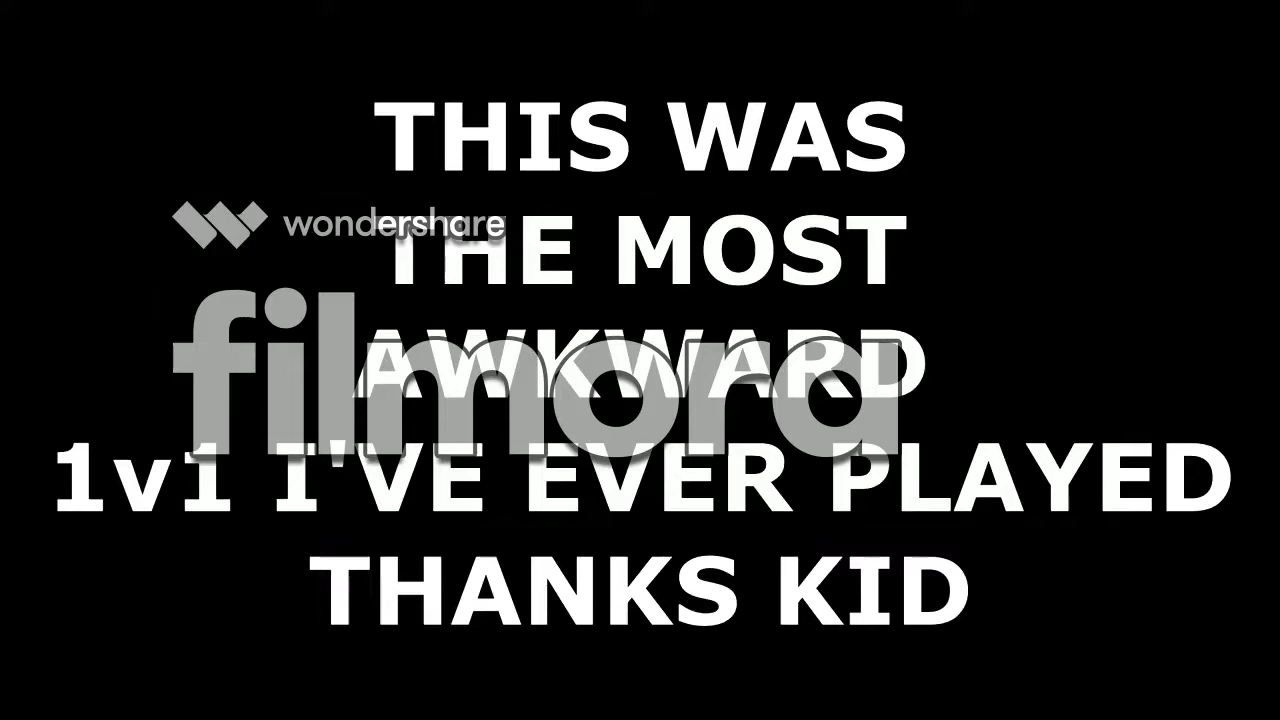 THIS WAS
wondershare
THE MOST
filmora
AWKWARD
1v1 I'VE EVER PLAYED
THANKS KID